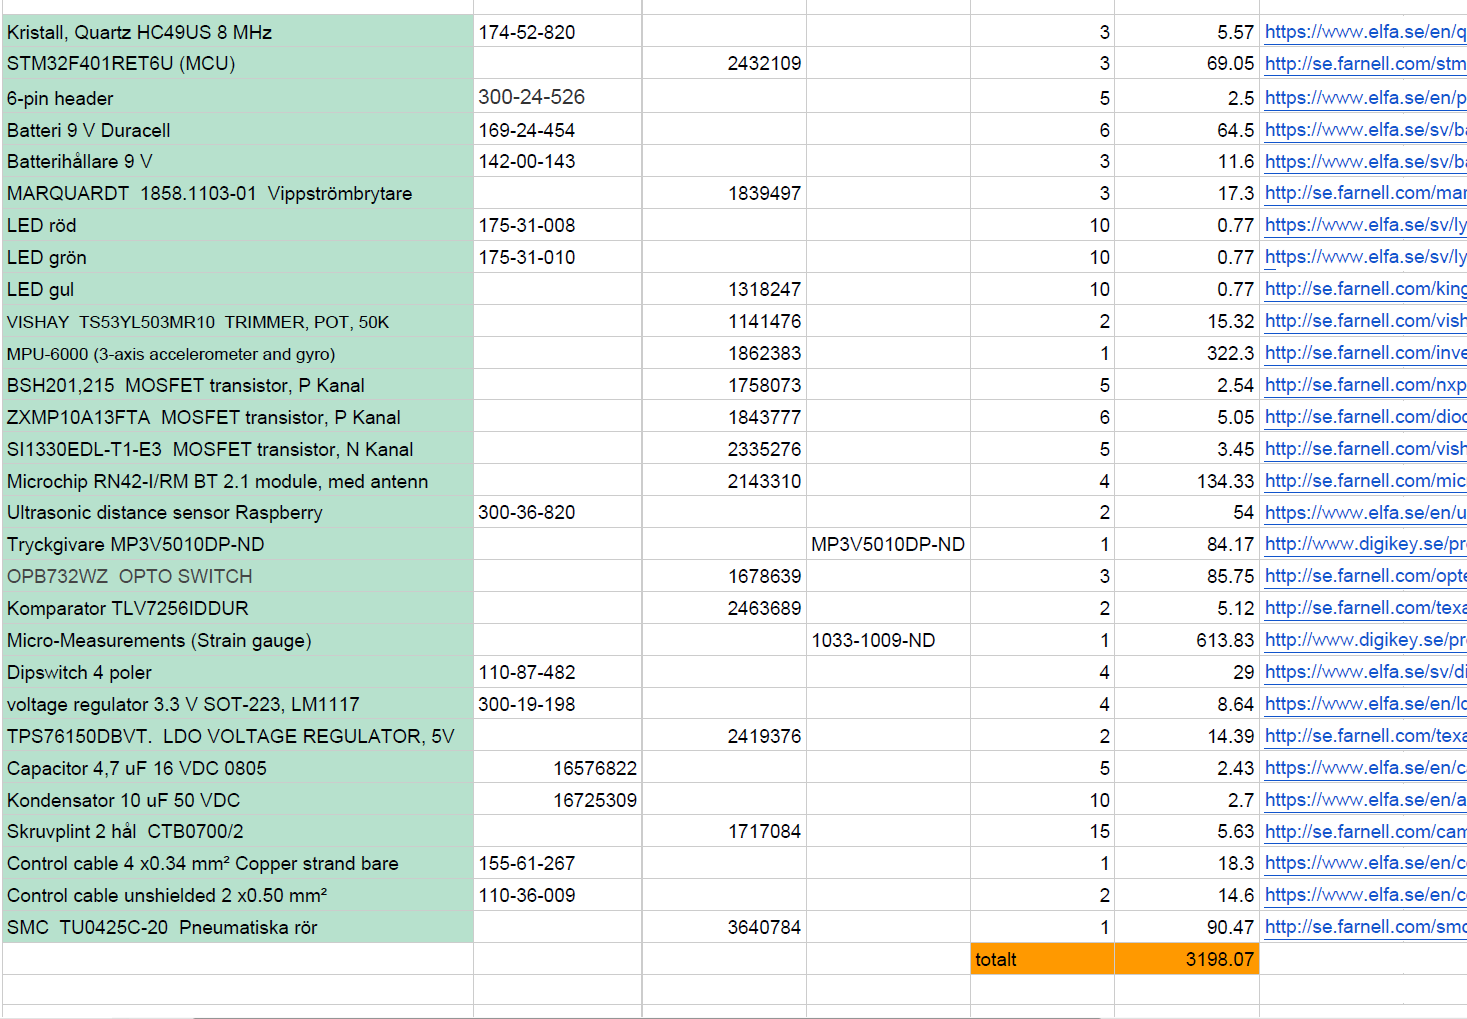 Kristall, Quartz HC49US 8 MHz 174-52-820 3 5.57 https://www.elfa.se/en/q
STM32F401RET6U (MCU) 2432109 3 69.05 http://se.farnell.com/stm
6-pin header 300-24-526 5 2.5 https://www.elfa.se/en/p
Batteri 9 V Duracell 169-24-454 6 64.5 https://www.elfa.se/sv/ba
Batterihållare 9 V 142-00-143 3 11.6 https://www.elfa.se/sv/ba
MARQUARDT 1858.1103-01 Vippströmbrytare 1839497 3 17.3 http://se.farnell.com/mar
LED röd 175-31-008 10 0.77 https://www.elfa.se/sv/ly
LED grön 175-31-010 10 0.77 https://www.elfa.se/sv/ly
LED gul 1318247 10 0.77 http://se.farnell.com/king
VISHAY TS53YL503MR10 TRIMMER, POT, 50K 1141476 2 15.32 http://se.farnell.com/vish
MPU-6000 (3-axis accelerometer and gyro) 1862383 1 322.3 http://se.farnell.com/inve
BSH201,215 MOSFET transistor, P Kanal 1758073 5 2.54 http://se.farnell.com/nxp
ZXMP10A13FTA MOSFET transistor, P Kanal 1843777 6 5.05 http://se.farnell.com/dioc
SI1330EDL-T1-E3 MOSFET transistor, N Kanal 2335276 5 3.45 http://se.farnell.com/vish
Microchip RN42-I/RM BT 2.1 module, med antenn 2143310 4 134.33 http://se.farnell.com/mic
Ultrasonic distance sensor Raspberry 300-36-820 2 54 https://www.elfa.se/en/u
Tryckgivare MP3V5010DP-ND MP3V5010DP-ND 1 84.17 http://www.digikey.se/pro
OPB732WZ OPTO SWITCH 1678639 3 85.75 http://se.farnell.com/opte
Komparator TLV7256IDDUR 2463689 2 5.12 http://se.farnell.com/texa
Micro-Measurements (Strain gauge) 1033-1009-ND 1 613.83 http://www.digikey.se/pro
Dipswitch 4 poler 110-87-482 4 29 https://www.elfa.se/sv/di
voltage regulator 3.3 V SOT-223, LM1117 300-19-198 4 8.64 https://www.elfa.se/en/lo
TPS76150DBVT. LDO VOLTAGE REGULATOR, 5V 2419376 2 14.39 http://se.farnell.com/texa
Capacitor 4,7 uF 16 VDC 0805 16576822 5 2.43 https://www.elfa.se/en/ca
Kondensator 10 uF 50 VDC 16725309 10 2.7 https://www.elfa.se/en/a
Skruvplint 2 hål CTB0700/2 1717084 15 5.63 http://se.farnell.com/cam
Control cable 4 x0.34 mm² Copper strand bare 155-61-267 1 18.3 https://www.elfa.se/en/co
Control cable unshielded 2 x0.50 mm² 110-36-009 2 14.6 https://www.elfa.se/en/co
SMC TU0425C-20 Pneumatiska rör 3640784 1 90.47 http://se.farnell.com/smc
totalt 3198.07